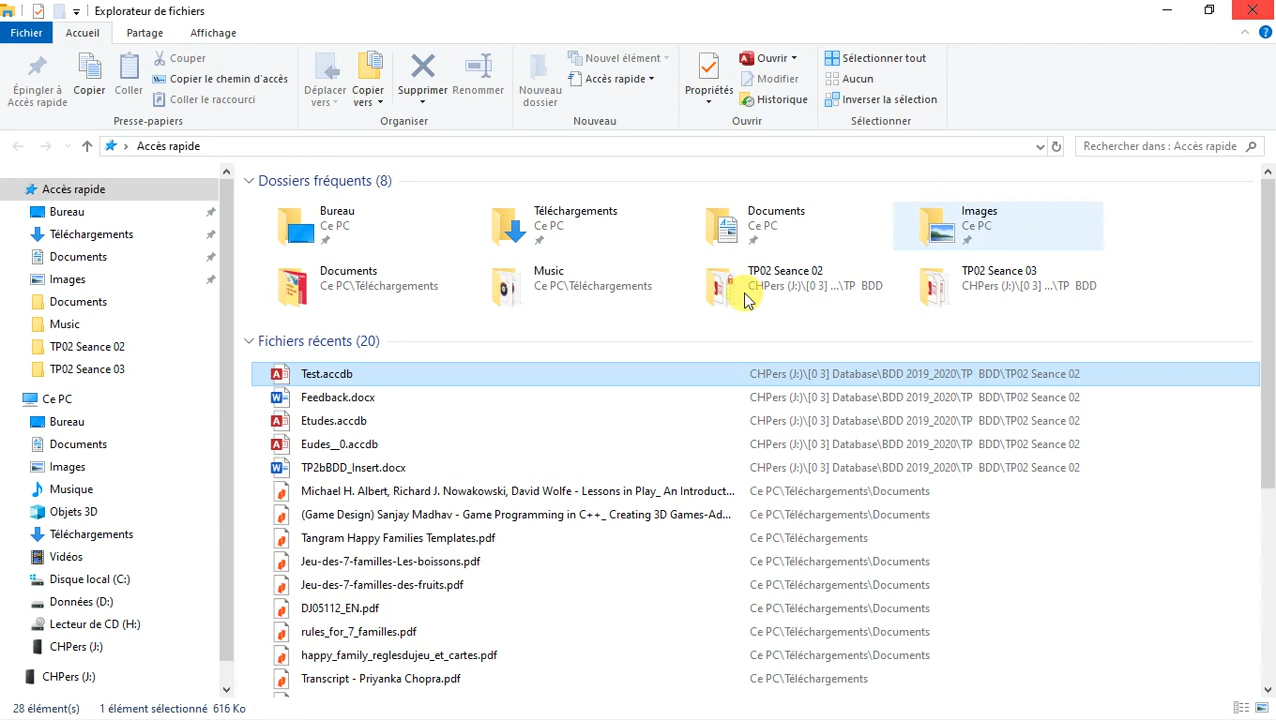 Explorateur de fichiers
Fichier Accueil Partage Affichage
Épingler à Accès rapide
Copier
Coller
Couper
Copier le chemin d'accès
Coller le raccourci
Presse-papiers
Déplacer vers
Copier vers
Supprimer
Renommer
Organiser
Nouveau dossier
Nouvel élément
Accès rapide
Nouveau
Propriétés
Ouvrir
Modifier
Historique
Ouvrir
Sélectionner tout
Aucun
Inverser la sélection
Sélectionner
Accès rapide
Rechercher dans : Accès rapide
Accès rapide
Bureau
Téléchargements
Documents
Images
Documents
Music
TP02 Seance 02
TP02 Seance 03
Ce PC
Bureau
Documents
Images
Musique
Objets 3D
Téléchargements
Vidéos
Disque local (C:)
Données (D:)
Lecteur de CD (H:)
CHPers (J:)
CHPers (J:)
Dossiers fréquents (8)
Bureau
Ce PC
Téléchargements
Ce PC
Documents
Ce PC
Images
Ce PC
Documents
Ce PC\Téléchargements
Music
Ce PC\Téléchargements
TP02 Seance 02
CHPers (J:)\[0 3] ...\TP BDD
TP02 Seance 03
CHPers (J:)\[0 3] ...\TP BDD
Fichiers récents (20)
Test.accdb CHPers (J:)\[0 3] Database\BDD 2019_2020\TP BDD\TP02 Seance 02
Feedback.docx CHPers (J:)\[0 3] Database\BDD 2019_2020\TP BDD\TP02 Seance 02
Etudes.accdb CHPers (J:)\[0 3] Database\BDD 2019_2020\TP BDD\TP02 Seance 02
Eudes__0.accdb CHPers (J:)\[0 3] Database\BDD 2019_2020\TP BDD\TP02 Seance 02
TP2bBDD_Insert.docx CHPers (J:)\[0 3] Database\BDD 2019_2020\TP BDD\TP02 Seance 02
Michael H. Albert, Richard J. Nowakowski, David Wolfe - Lessons in Play_ An Introduct... Ce PC\Téléchargements\Documents
(Game Design) Sanjay Madhav - Game Programming in C++_ Creating 3D Games-Ad... Ce PC\Téléchargements\Documents
Tangram Happy Families Templates.pdf Ce PC\Téléchargements
Jeu-des-7-familles-Les-boissons.pdf Ce PC\Téléchargements\Documents
Jeu-des-7-familles-des-fruits.pdf Ce PC\Téléchargements\Documents
DJ05112_EN.pdf Ce PC\Téléchargements\Documents
rules_for_7_familles.pdf Ce PC\Téléchargements\Documents
happy_family_reglesdujeu_et_cartes.pdf Ce PC\Téléchargements\Documents
Transcript - Priyanka Chopra.pdf Ce PC\Téléchargements
28 élément(s) 1 élément sélectionné 616 Ko